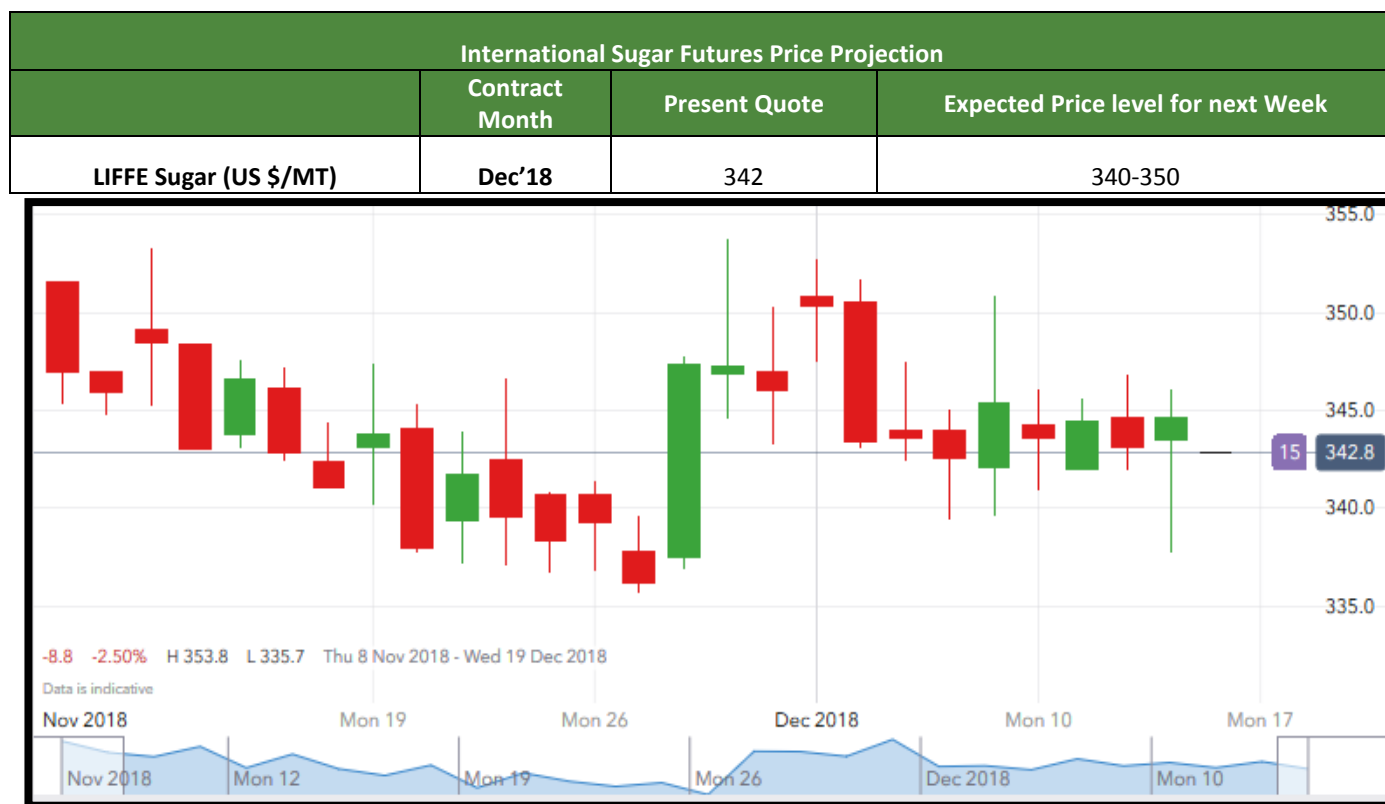 International Sugar Futures Price Projection
Contract Month Present Quote Expected Price level for next Week
LIFFE Sugar (US $/MT) Dec’18 342 340-350
355.0
350.0
345.0
15 342.8
340.0
335.0
-8.8 -2.50% H 353.8 L 335.7 Thu 8 Nov 2018 - Wed 19 Dec 2018
Data is indicative
Nov 2018 Mon 19 Mon 26 Dec 2018 Mon 10 Mon 17
Nov 2018 Mon 12 Mon 19 Mon 26 Dec 2018 Mon 10